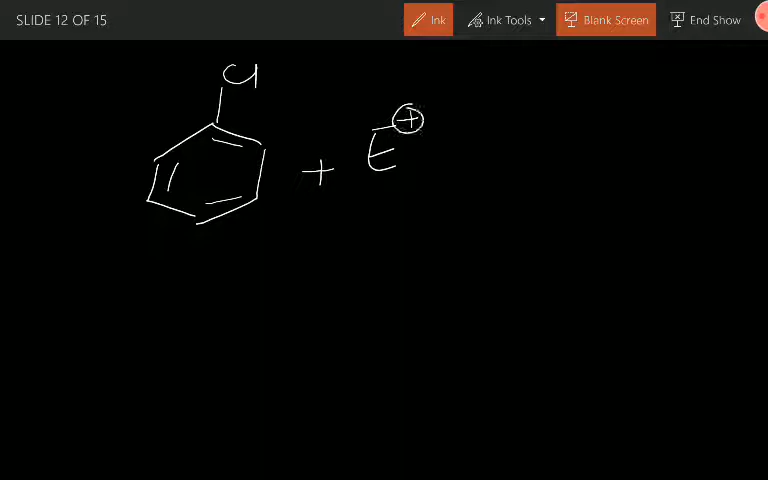 SLIDE 12 OF 15
Ink
Ink Tools
Blank Screen
End Show
Cl
+ E⊕